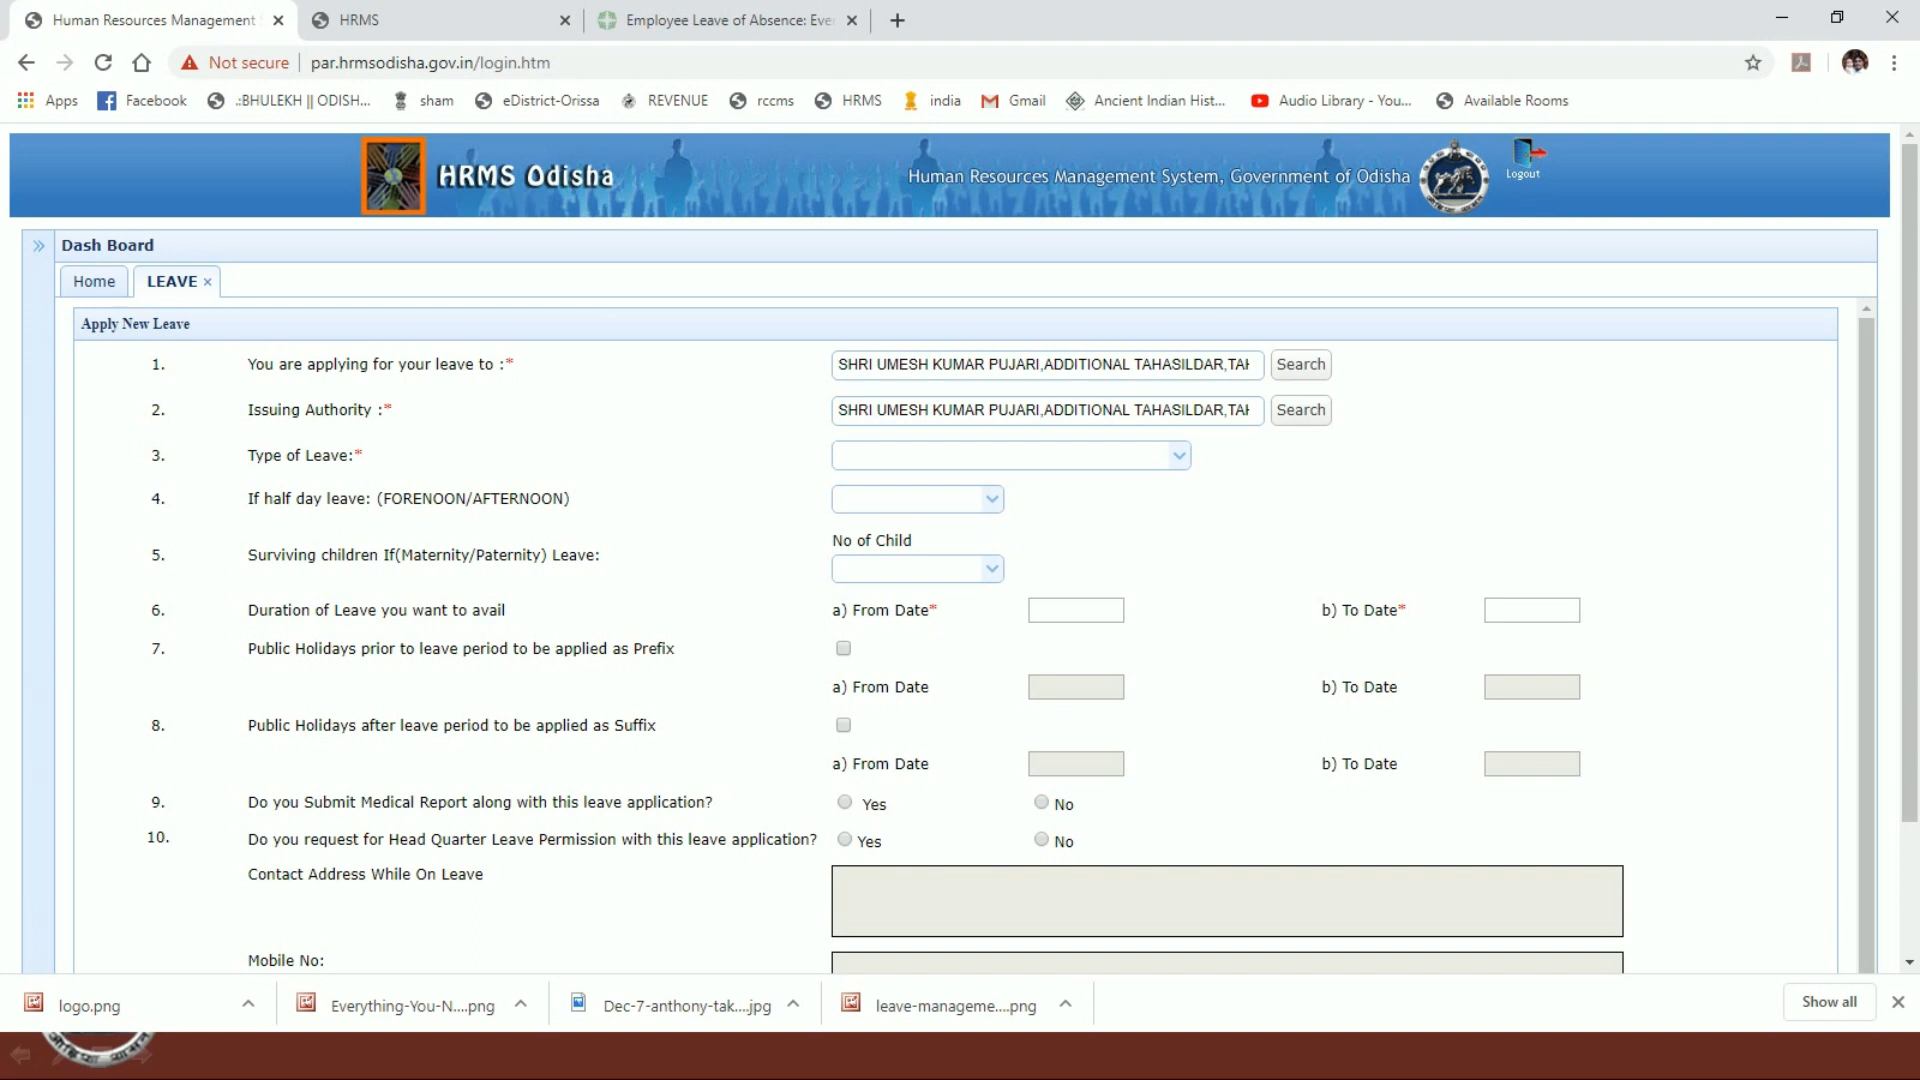 Human Resources Management
HRMS
Employee Leave of Absence: Eve
Not secure
par.hrmsodisha.gov.in/login.htm
Apps
Facebook
.:BHULEKH || ODISH...
sham
eDistrict-Orissa
REVENUE
rccms
HRMS
india
Gmail
Ancient Indian Hist...
Audio Library - You...
Available Rooms
HRMS Odisha
Human Resources Management System, Government of Odisha
Logout
Dash Board
Home
LEAVE
Apply New Leave
1. You are applying for your leave to :* SHRI UMESH KUMAR PUJARI,ADDITIONAL TAHASILDAR,TAH Search
2. Issuing Authority :* SHRI UMESH KUMAR PUJARI,ADDITIONAL TAHASILDAR,TAH Search
3. Type of Leave:*
4. If half day leave: (FORENOON/AFTERNOON)
No of Child
5. Surviving children If(Maternity/Paternity) Leave:
6. Duration of Leave you want to avail a) From Date* b) To Date*
7. Public Holidays prior to leave period to be applied as Prefix
a) From Date b) To Date
8. Public Holidays after leave period to be applied as Suffix
a) From Date b) To Date
9. Do you Submit Medical Report along with this leave application? Yes No
10. Do you request for Head Quarter Leave Permission with this leave application? Yes No
Contact Address While On Leave
Mobile No:
logo.png
Everything-You-N....png
Dec-7-anthony-tak....jpg
leave-manageme....png
Show all